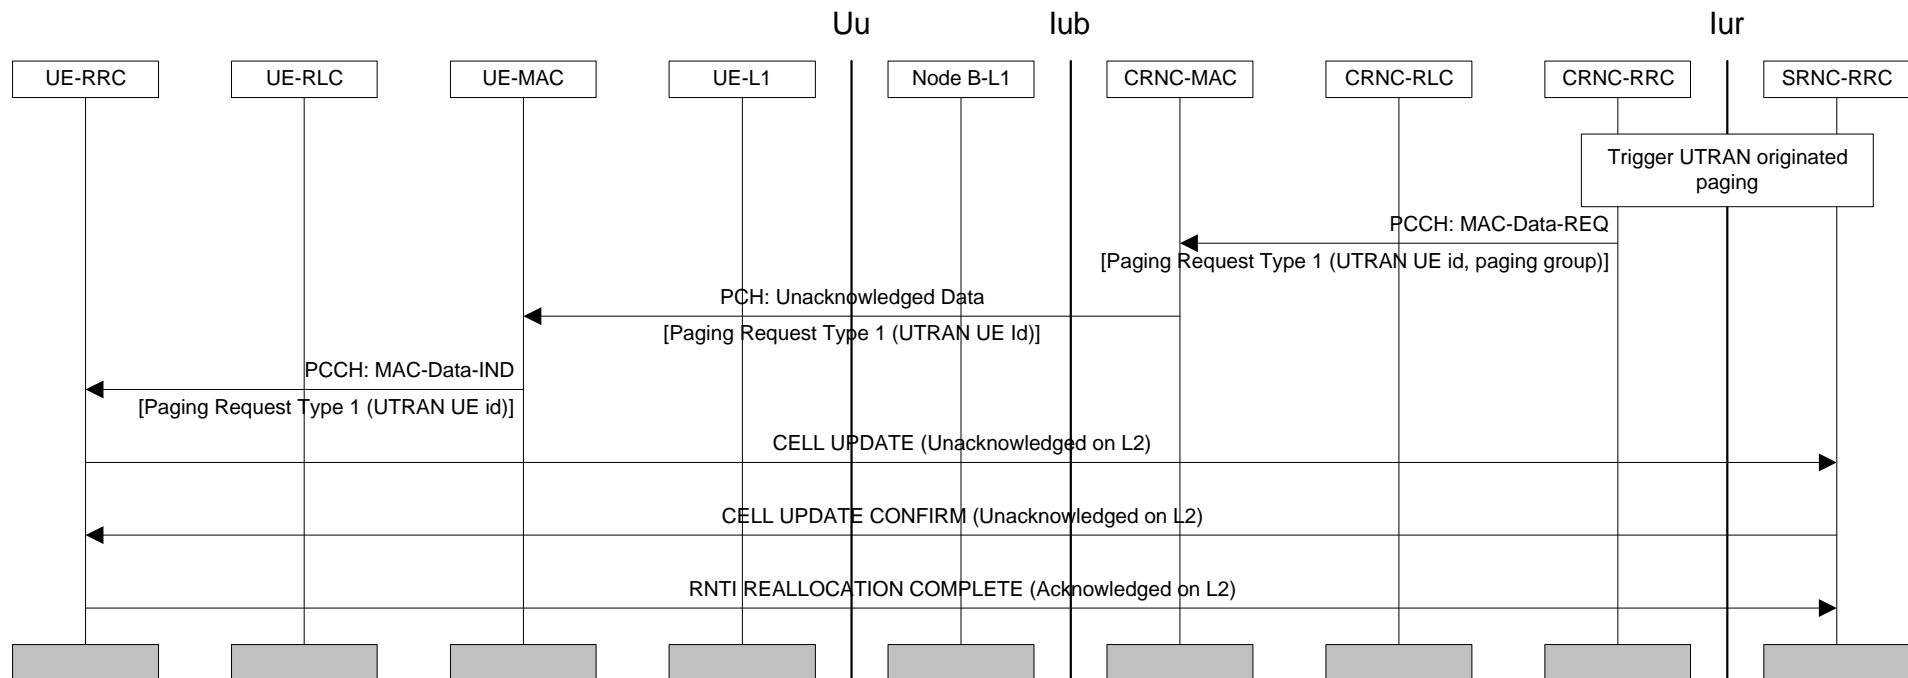 Uu
Iub
Iur
UE-RRC
UE-RLC
UE-MAC
UE-L1
Node B-L1
CRNC-MAC
CRNC-RLC
CRNC-RRC
SRNC-RRC
Trigger UTRAN originated
paging
PCCH: MAC-Data-REQ
[Paging Request Type 1 (UTRAN UE id, paging group)]
PCH: Unacknowledged Data
[Paging Request Type 1 (UTRAN UE Id)]
PCCH: MAC-Data-IND
[Paging Request Type 1 (UTRAN UE id)]
CELL UPDATE (Unacknowledged on L2)
CELL UPDATE CONFIRM (Unacknowledged on L2)
RNTI REALLOCATION COMPLETE (Acknowledged on L2)